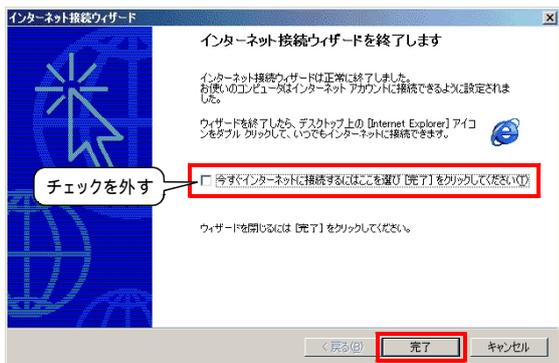 インターネット接続ウィザード
インターネット接続ウィザードを終了します
インターネット接続ウィザードは正常に終了しました。
お使いのコンピュータはインターネット アカウントに接続できるように設定されま
した。
ウィザードを終了したら、デスクトップ上の [Internet Explorer] アイコ
ンをダブル クリックして、いつでもインターネットに接続できます。
チェックを外す
今すぐインターネットに接続するにはここを選び [完了] をクリックしてください(T)
ウィザードを閉じるには [完了] をクリックしてください。
< 戻る(B)
完了
キャンセル